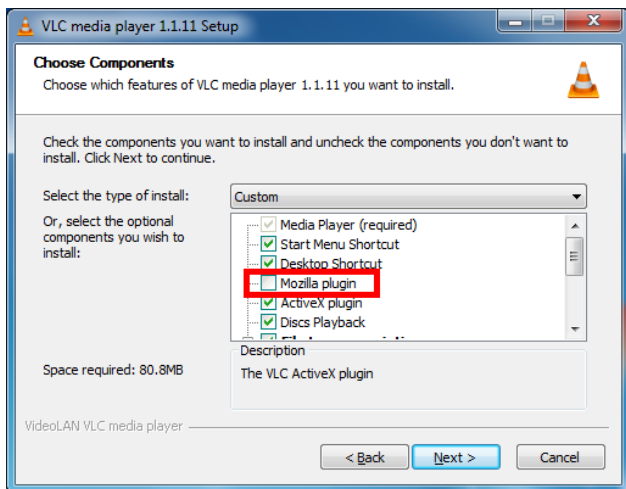 VLC media player 1.1.11 Setup
Choose Components
Choose which features of VLC media player 1.1.11 you want to install.
Check the components you want to install and uncheck the components you don't want to
install. Click Next to continue.
Select the type of install:
Custom
Or, select the optional
components you wish to
install:
Media Player (required)
Start Menu Shortcut
Desktop Shortcut
Mozilla plugin
ActiveX plugin
Discs Playback
Space required: 80.8MB
Description
The VLC ActiveX plugin
VideoLAN VLC media player
< Back
Next >
Cancel